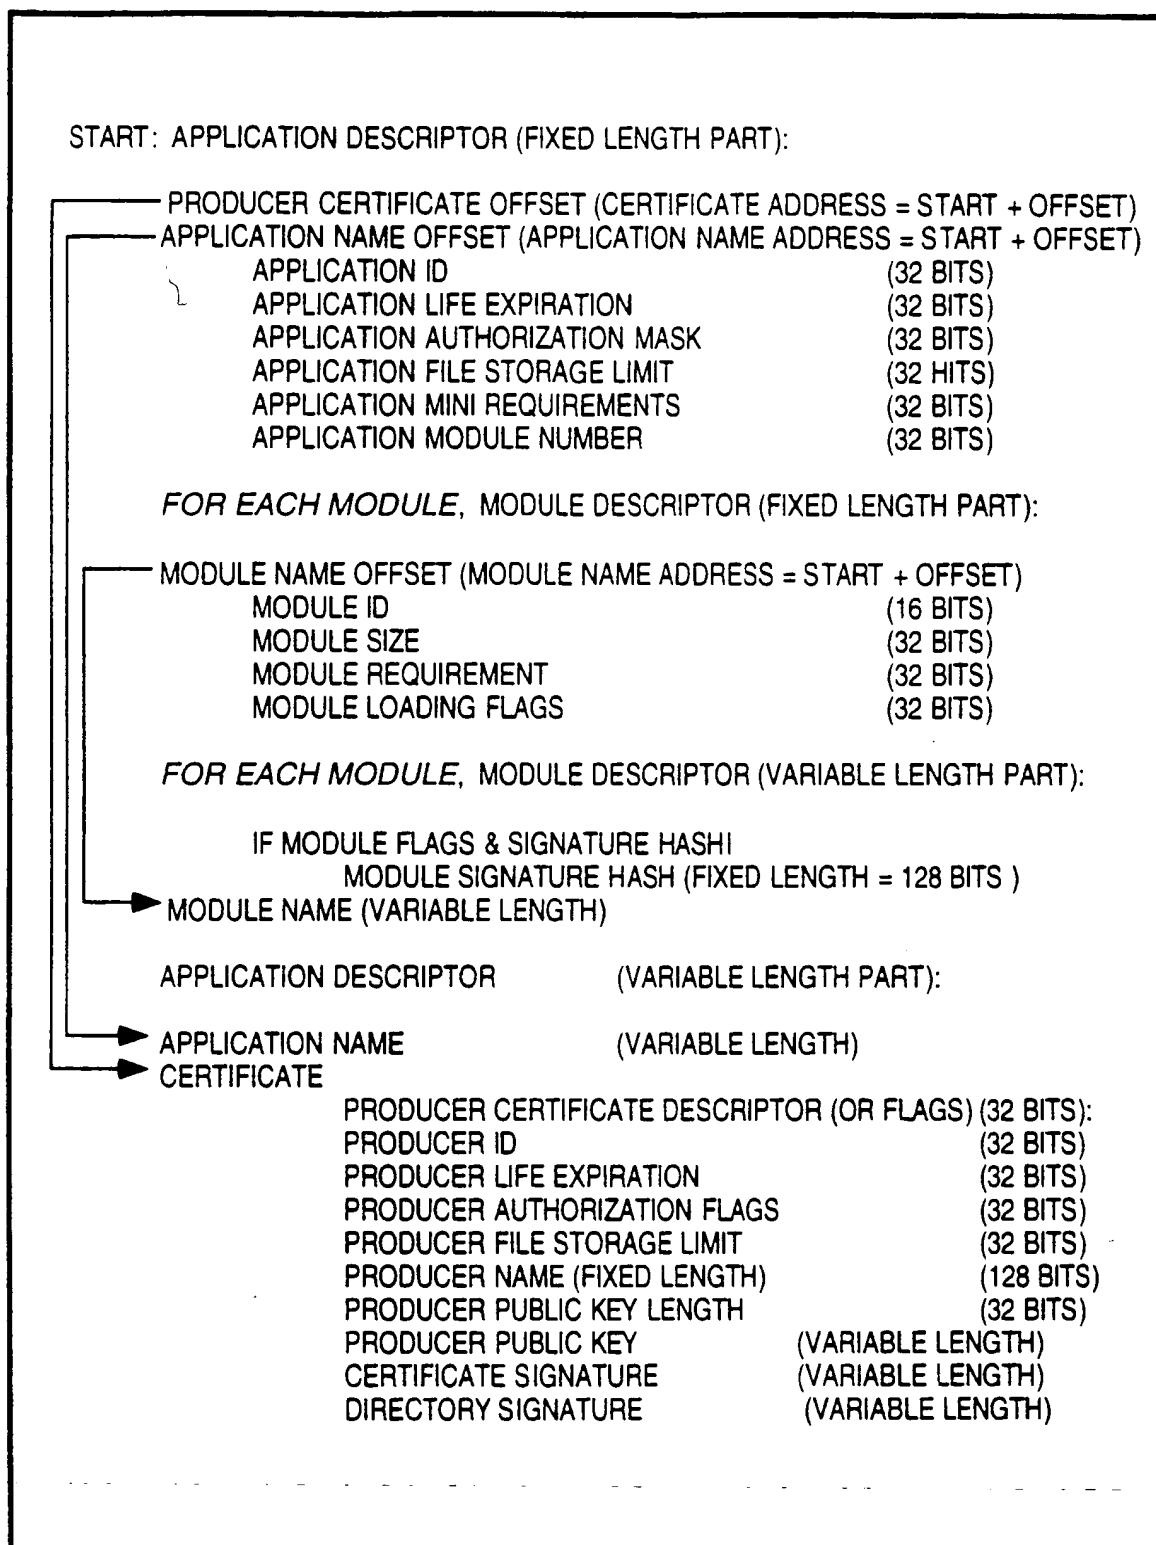 START: APPLICATION DESCRIPTOR (FIXED LENGTH PART):
PRODUCER CERTIFICATE OFFSET (CERTIFICATE ADDRESS = START + OFFSET)
APPLICATION NAME OFFSET (APPLICATION NAME ADDRESS = START + OFFSET)
APPLICATION ID (32 BITS)
APPLICATION LIFE EXPIRATION (32 BITS)
APPLICATION AUTHORIZATION MASK (32 BITS)
APPLICATION FILE STORAGE LIMIT (32 HITS)
APPLICATION MINI REQUIREMENTS (32 BITS)
APPLICATION MODULE NUMBER (32 BITS)
FOR EACH MODULE, MODULE DESCRIPTOR (FIXED LENGTH PART):
MODULE NAME OFFSET (MODULE NAME ADDRESS = START + OFFSET)
MODULE ID (16 BITS)
MODULE SIZE (32 BITS)
MODULE REQUIREMENT (32 BITS)
MODULE LOADING FLAGS (32 BITS)
FOR EACH MODULE, MODULE DESCRIPTOR (VARIABLE LENGTH PART):
IF MODULE FLAGS & SIGNATURE HASHI
MODULE SIGNATURE HASH (FIXED LENGTH = 128 BITS )
MODULE NAME (VARIABLE LENGTH)
APPLICATION DESCRIPTOR (VARIABLE LENGTH PART):
APPLICATION NAME (VARIABLE LENGTH)
CERTIFICATE
PRODUCER CERTIFICATE DESCRIPTOR (OR FLAGS) (32 BITS):
PRODUCER ID (32 BITS)
PRODUCER LIFE EXPIRATION (32 BITS)
PRODUCER AUTHORIZATION FLAGS (32 BITS)
PRODUCER FILE STORAGE LIMIT (32 BITS)
PRODUCER NAME (FIXED LENGTH) (128 BITS)
PRODUCER PUBLIC KEY LENGTH (32 BITS)
PRODUCER PUBLIC KEY (VARIABLE LENGTH)
CERTIFICATE SIGNATURE (VARIABLE LENGTH)
DIRECTORY SIGNATURE (VARIABLE LENGTH)